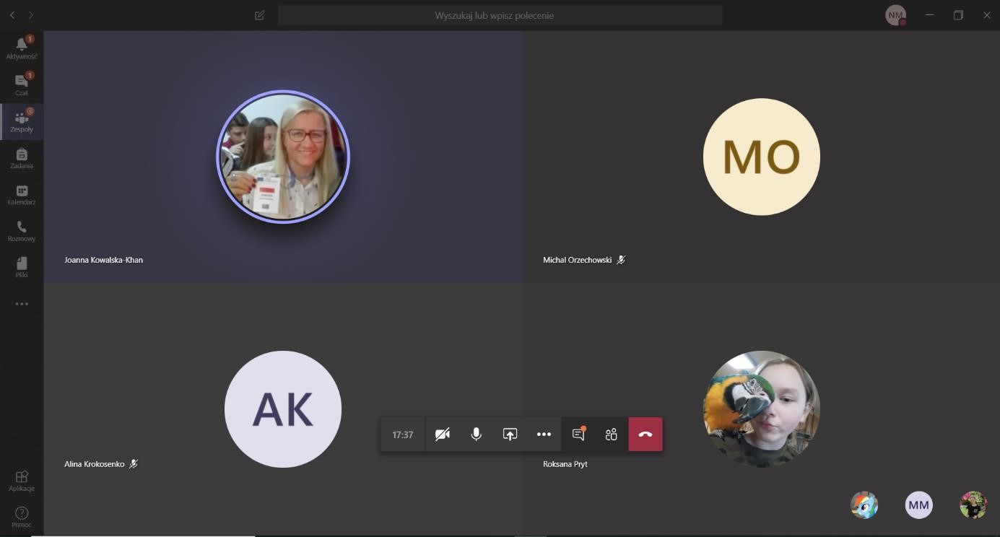 Wyszukaj lub wpisz polecenie
NM
1
Aktywność
1
Czat
Zespoły
Zadania
Kalendarz
Rozmowy
Pliki
Aplikacje
Pomoc
Joanna Kowalska-Khan
MO
Michal Orzechowski
AK
Alina Krokosenko
17:37
Roksana Pryt
MM